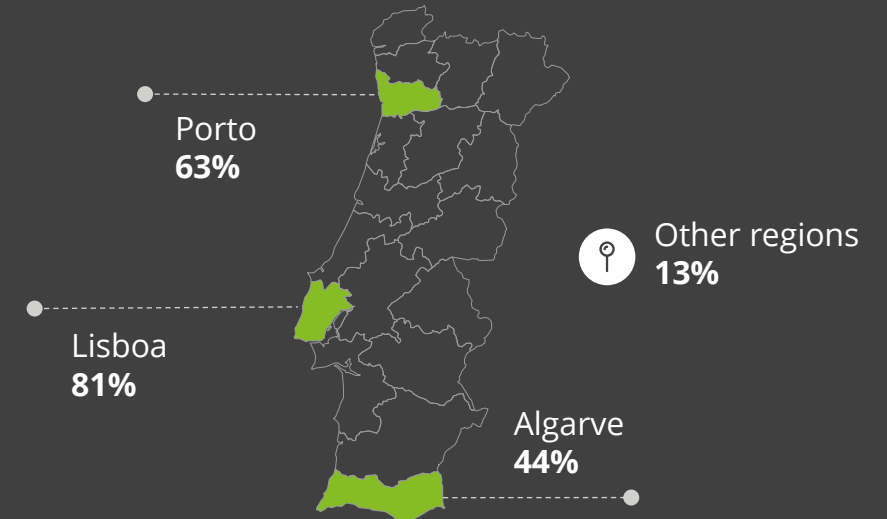 Porto
63%
Other regions
13%
Lisboa
81%
Algarve
44%